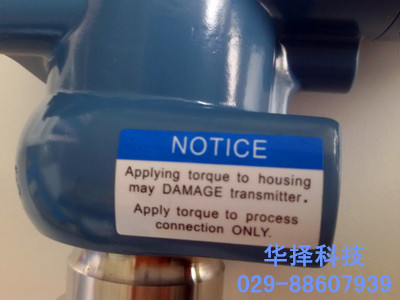 NOTICE
Applying torque to housing
may DAMAGE transmitter.
Apply torque to process
connection ONLY.
华择科技
029-88607939